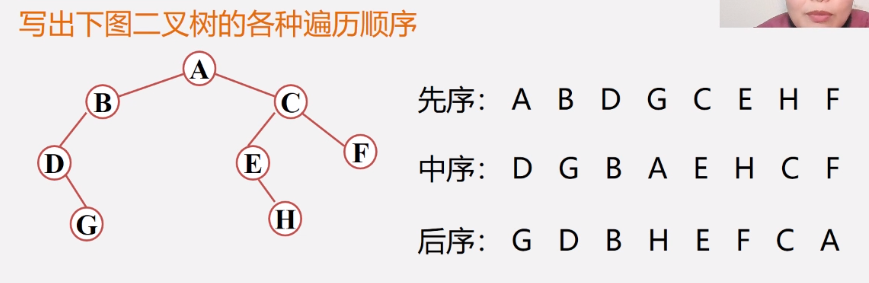 写出下图二叉树的各种遍历顺序
A
B
C
D
E
F
G
H
先序： A B D G C E H F
中序： D G B A E H C F
后序： G D B H E F C A